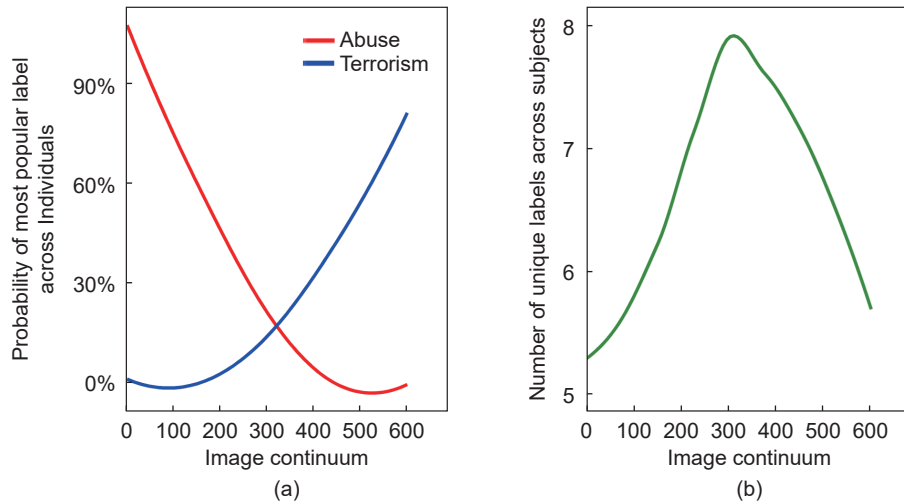 Probability of most popular label
across Individuals
90%
60%
30%
0%
Abuse
Terrorism
0 100 200 300 400 500 600
Image continuum
(a)
Number of unique labels across subjects
8
7
6
5
0 100 200 300 400 500 600
Image continuum
(b)